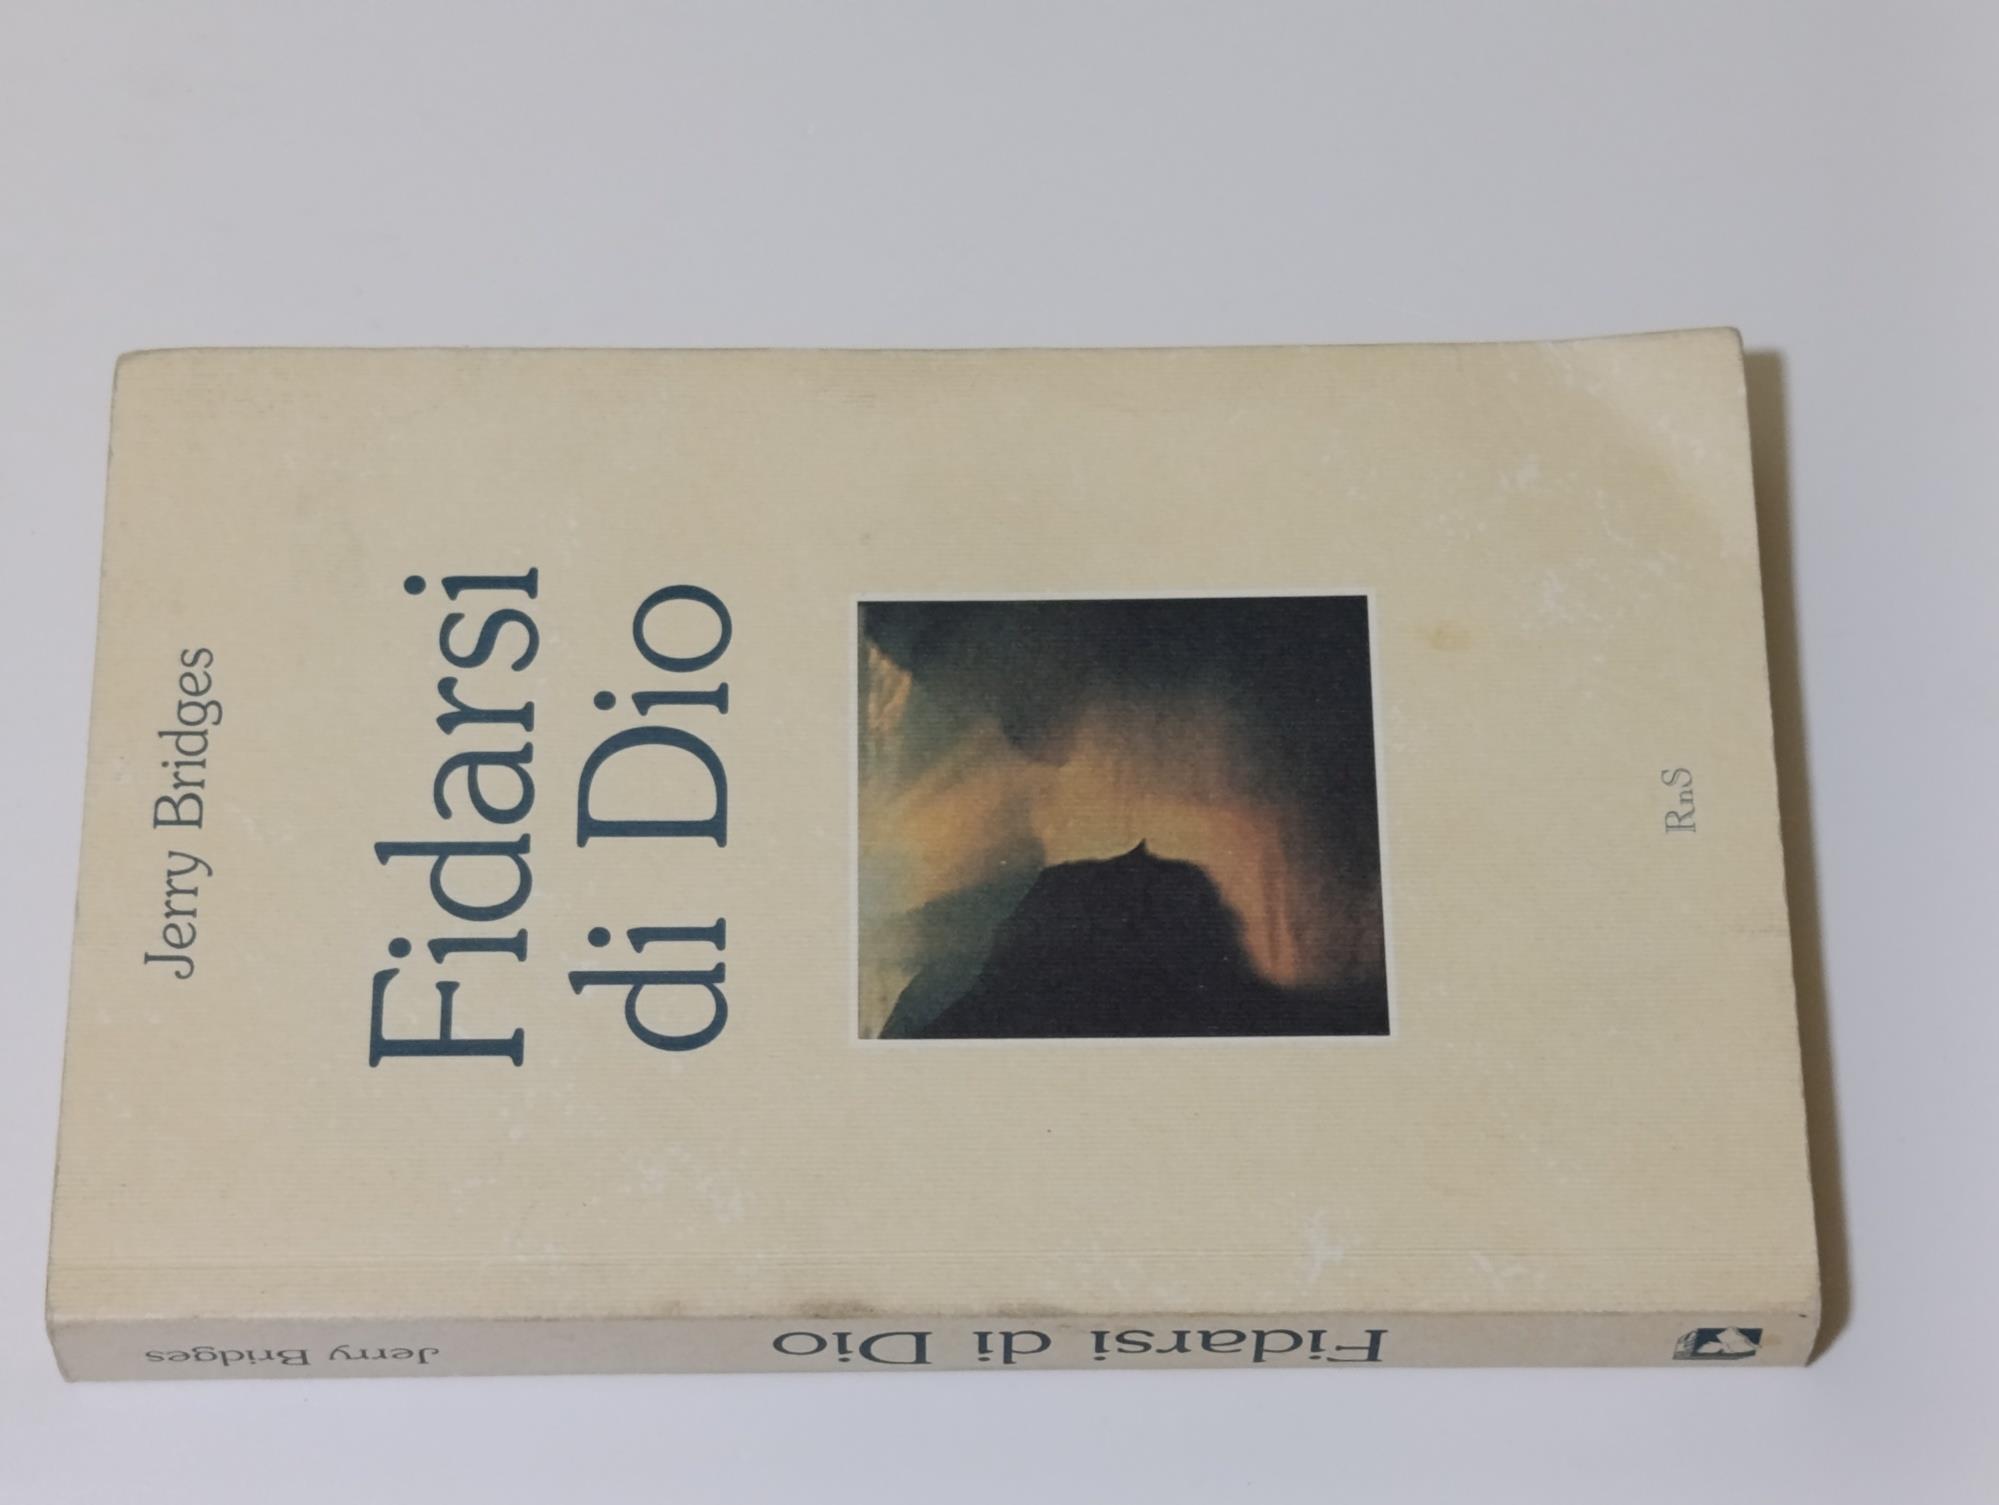 Jerry Bridges
Fidarsi
di Dio
RnS
Fidarsi di Dio
Jerry Bridges